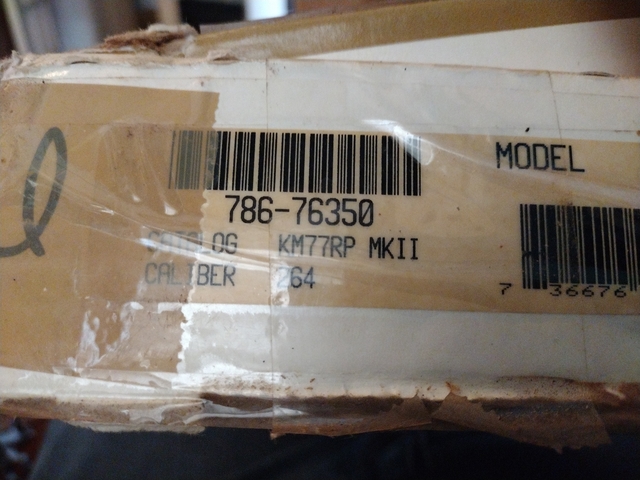 MODEL
786-76350
CATALOG KM77RP MKII
CALIBER 264
7 36676